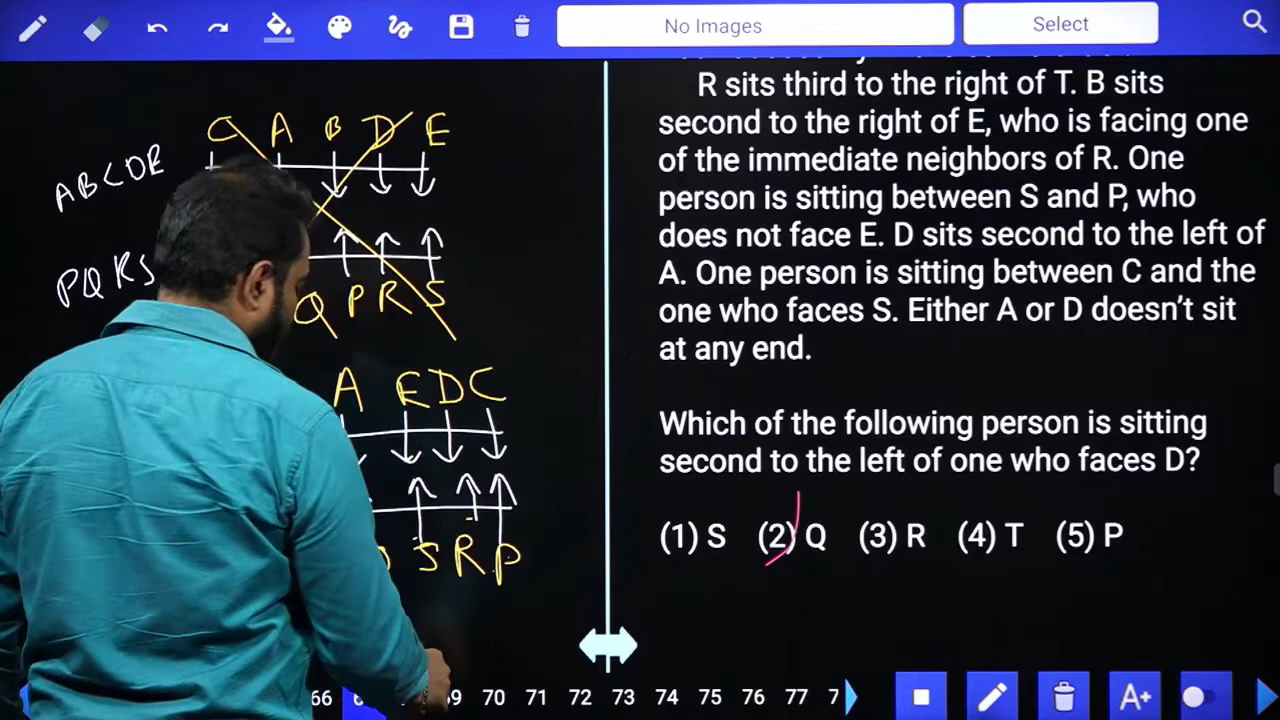 No Images
Select
R sits third to the right of T. B sits
second to the right of E, who is facing one
of the immediate neighbors of R. One
person is sitting between S and P, who
does not face E. D sits second to the left of
A. One person is sitting between C and the
one who faces S. Either A or D doesn't sit
at any end.
Which of the following person is sitting
second to the left of one who faces D?
(1) S (2) Q (3) R (4) T (5) P
C A B D E
ABCDE
PQRS
Q P R S
A E D C
S R P
66
69 70 71 72 73 74 75 76 77 7
A+